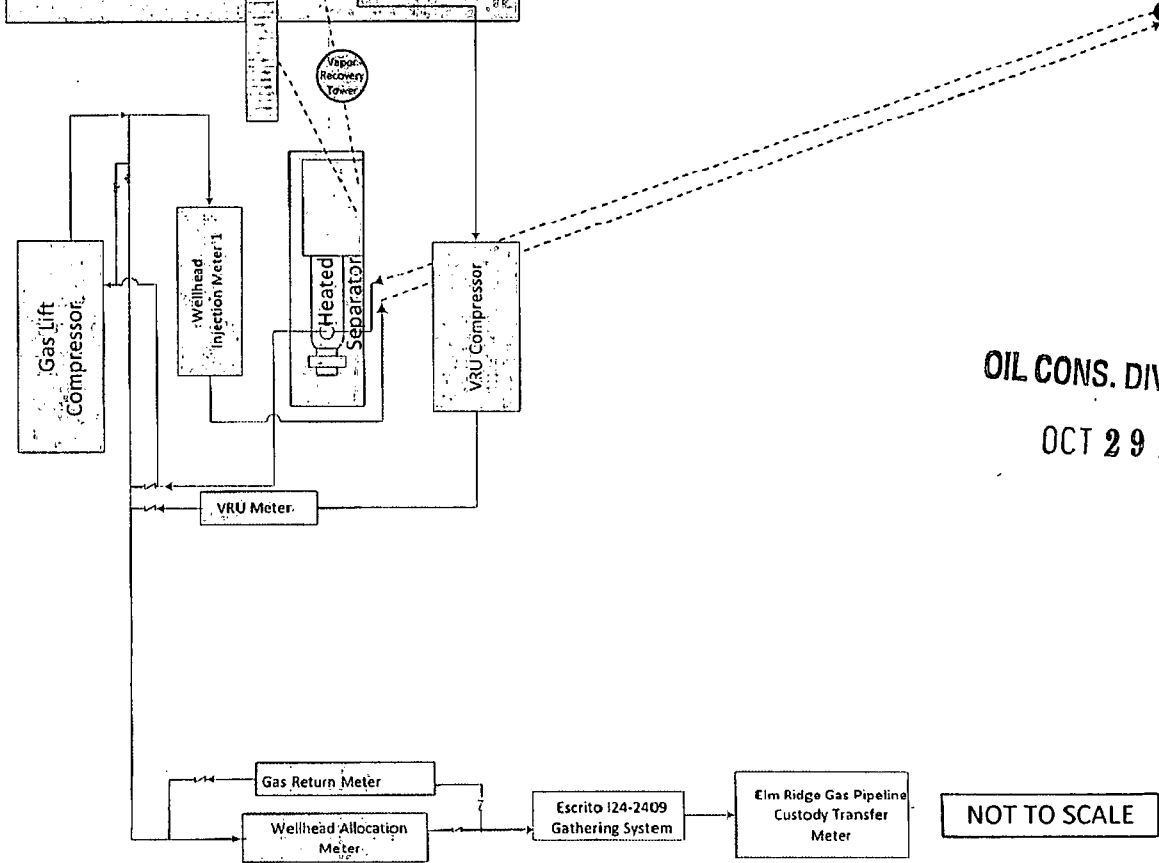 Vapor
Recovery
Tower
Gas Lift
Compressor
Wellhead
Injection Meter 1
Heated
Separator
VRU Compressor
OIL CONS. DIV
OCT 29
VRU Meter
Gas Return Meter
Wellhead Allocation
Meter
Escrito I24-2409
Gathering System
Elm Ridge Gas Pipeline
Custody Transfer
Meter
NOT TO SCALE